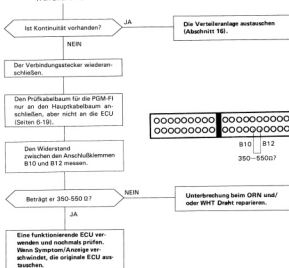 Ist Kontinuität vorhanden?
JA
Die Verteileranlage austauschen
(Abschnitt 16).
NEIN
Der Verbindungsstecker wiederan-
schließen.
Den Prüfkabelbaum für die PGM-FI
nur an den Hauptkabelbaum an-
schließen, aber nicht an die ECU
(Seiten 6-19).
Den Widerstand
zwischen den Anschlußklemmen
B10 und B12 messen.
B10 B12
350—550Ω?
Beträgt er 350-550 Ω?
NEIN
Unterbrechung beim ORN und/
oder WHT Draht reparieren.
JA
Eine funktionierende ECU ver-
wenden und nochmals prüfen.
Wenn Symptom/Anzeige ver-
schwindet, die originale ECU aus-
tauschen.